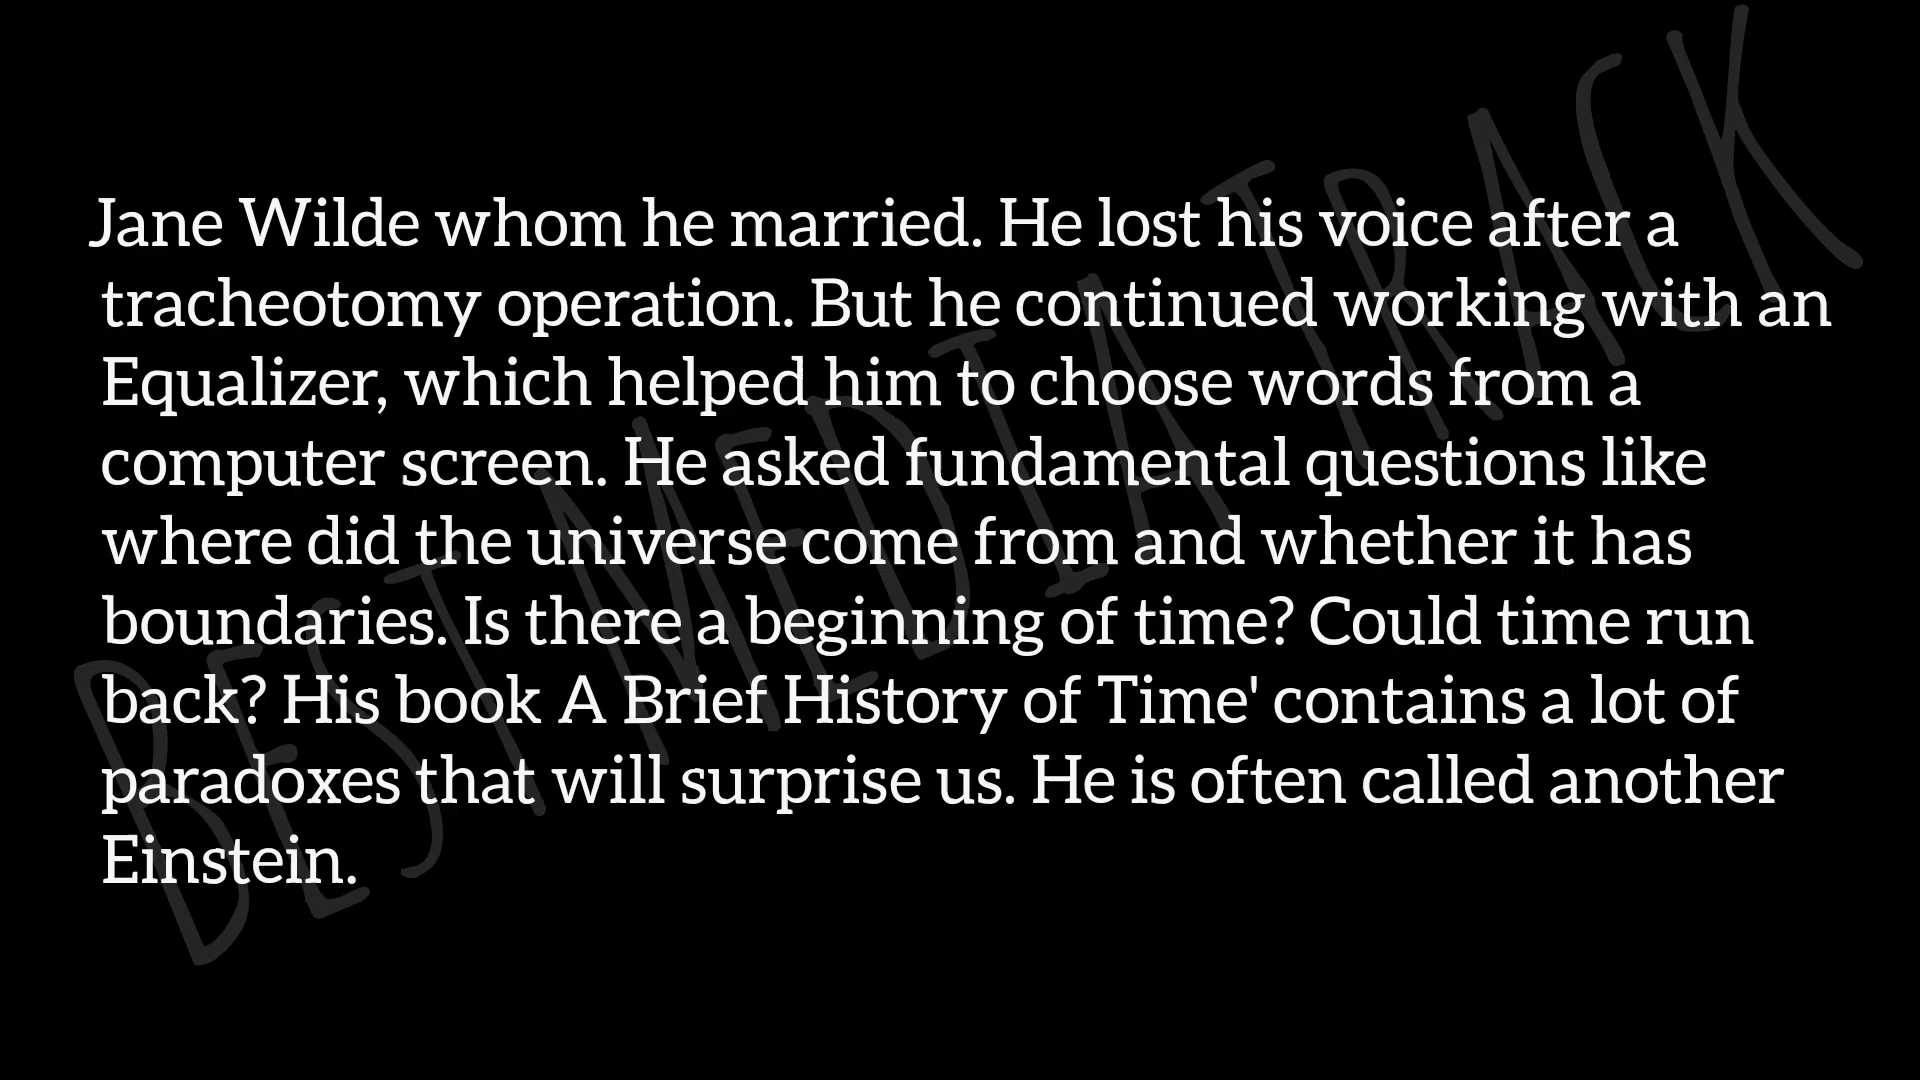 Jane Wilde whom he married. He lost his voice after a
tracheotomy operation. But he continued working with an
Equalizer, which helped him to choose words from a
computer screen. He asked fundamental questions like
where did the universe come from and whether it has
boundaries. Is there a beginning of time? Could time run
back? His book A Brief History of Time' contains a lot of
paradoxes that will surprise us. He is often called another
Einstein.
BEST MEDIA TRACK